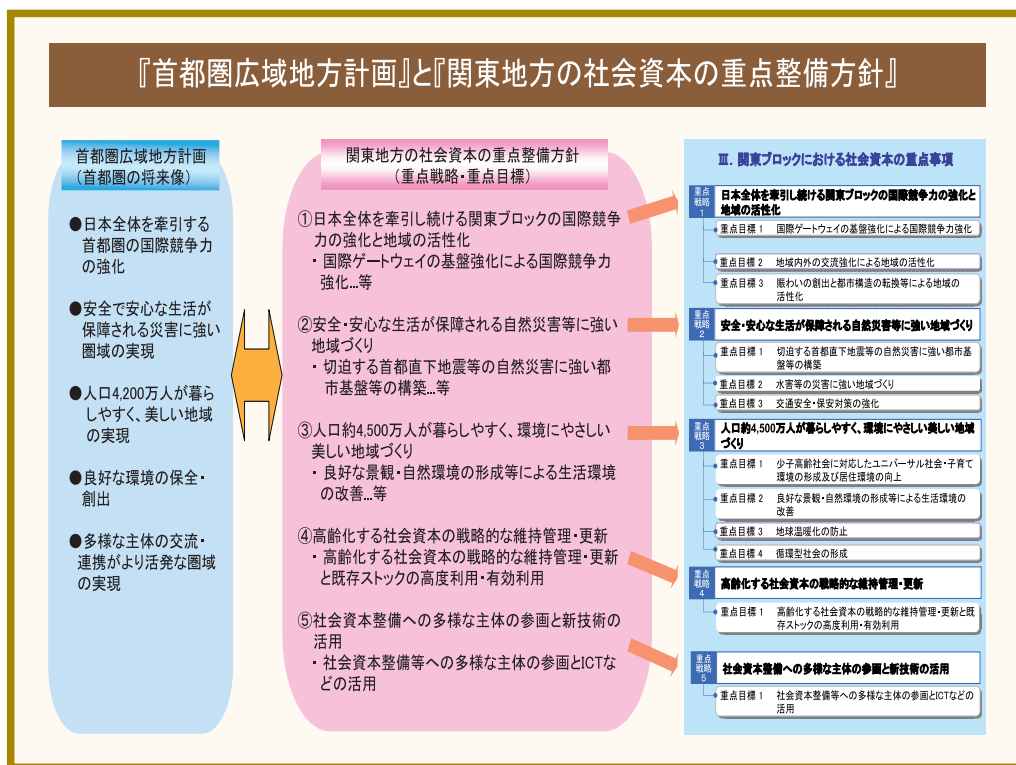 『首都圏広域地方計画』と『関東地方の社会資本の重点整備方針』
首都圏広域地方計画
（首都圏の将来像）
●日本全体を牽引する
首都圏の国際競争力
の強化
●安全で安心な生活が
保障される災害に強い
圏域の実現
●人口4,200万人が暮ら
しやすく、美しい地域
の実現
●良好な環境の保全・
創出
●多様な主体の交流・
連携がより活発な圏域
の実現
関東地方の社会資本の重点整備方針
（重点戦略・重点目標）
①日本全体を牽引し続ける関東ブロックの国際競争
力の強化と地域の活性化
・ 国際ゲートウェイの基盤強化による国際競争力
強化…等
②安全・安心な生活が保障される自然災害等に強い
地域づくり
・ 切迫する首都直下地震等の自然災害に強い都
市基盤等の構築…等
③人口約4,500万人が暮らしやすく、環境にやさしい
美しい地域づくり
・ 良好な景観・自然環境の形成等による生活環境
の改善…等
④高齢化する社会資本の戦略的な維持管理・更新
・ 高齢化する社会資本の戦略的な維持管理・更新
と既存ストックの高度利用・有効利用
⑤社会資本整備への多様な主体の参画と新技術の
活用
・ 社会資本整備等への多様な主体の参画とICTな
どの活用
Ⅲ. 関東ブロックにおける社会資本の重点事項
重点
戦略
1
日本全体を牽引し続ける関東ブロックの国際競争力の強化と
地域の活性化
重点目標 1 国際ゲートウェイの基盤強化による国際競争力強化
重点目標 2 地域内外の交流強化による地域の活性化
重点目標 3 賑わいの創出と都市構造の転換等による地域の
活性化
重点
戦略
2
安全・安心な生活が保障される自然災害等に強い地域づくり
重点目標 1 切迫する首都直下地震等の自然災害に強い都市基
盤等の構築
重点目標 2 水害等の災害に強い地域づくり
重点目標 3 交通安全・保安対策の強化
重点
戦略
3
人口約4,500万人が暮らしやすく、環境にやさしい美しい地域
づくり
重点目標 1 少子高齢社会に対応したユニバーサル社会・子育て
環境の形成及び居住環境の向上
重点目標 2 良好な景観・自然環境の形成等による生活環境の
改善
重点目標 3 地球温暖化の防止
重点目標 4 循環型社会の形成
重点
戦略
4
高齢化する社会資本の戦略的な維持管理・更新
重点目標 1 高齢化する社会資本の戦略的な維持管理・更新と既
存ストックの高度利用・有効利用
重点
戦略
5
社会資本整備への多様な主体の参画と新技術の活用
重点目標 1 社会資本整備等への多様な主体の参画とICTなどの
活用